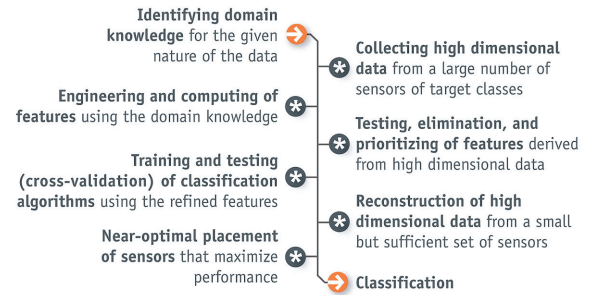 Identifying domain
knowledge for the given
nature of the data
Collecting high dimensional
data from a large number of
sensors of target classes
Engineering and computing of
features using the domain knowledge
Testing, elimination, and
prioritizing of features derived
from high dimensional data
Training and testing
(cross-validation) of classification
algorithms using the refined features
Reconstruction of high
dimensional data from a small
but sufficient set of sensors
Near-optimal placement
of sensors that maximize
performance
Classification